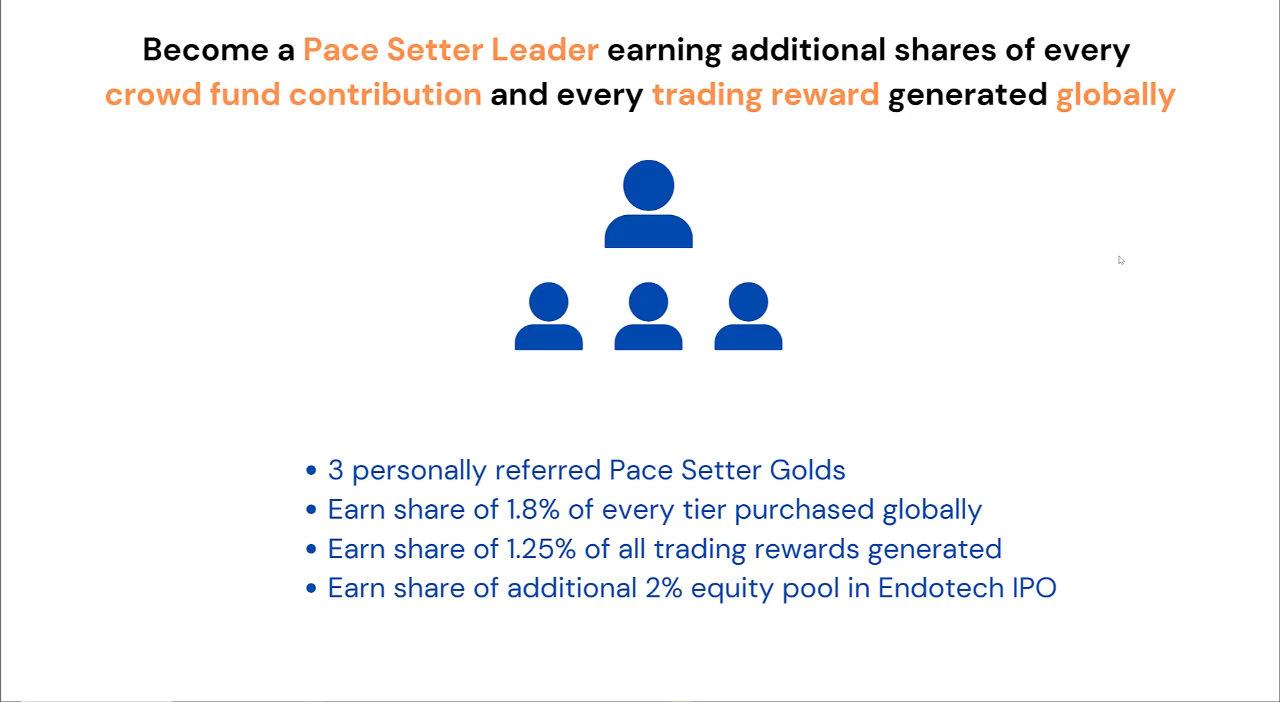 Become a Pace Setter Leader earning additional shares of every
crowd fund contribution and every trading reward generated globally
• 3 personally referred Pace Setter Golds
• Earn share of 1.8% of every tier purchased globally
• Earn share of 1.25% of all trading rewards generated
• Earn share of additional 2% equity pool in Endotech IPO